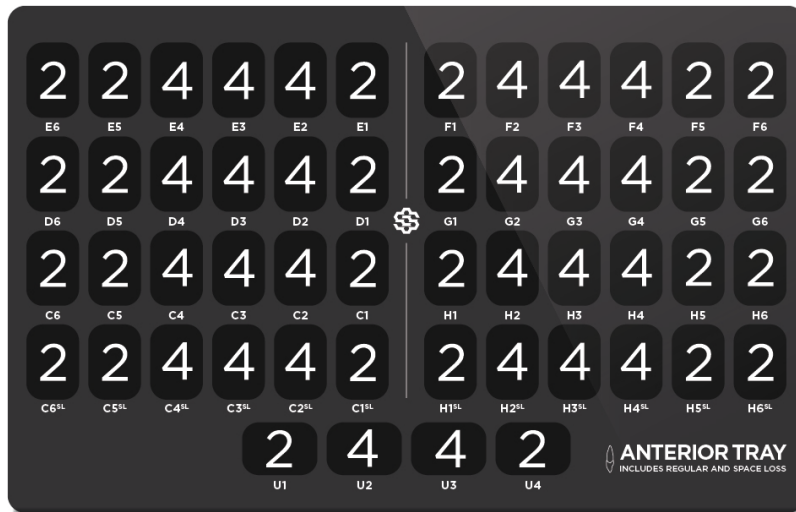 2 2 4 4 4 2 2 4 4 4 2 2
E6 E5 E4 E3 E2 E1 F1 F2 F3 F4 F5 F6
2 2 4 4 4 2 2 4 4 4 2 2
D6 D5 D4 D3 D2 D1 G1 G2 G3 G4 G5 G6
2 2 4 4 4 2 2 4 4 4 2 2
C6 C5 C4 C3 C2 C1 H1 H2 H3 H4 H5 H6
2 2 4 4 4 2 2 4 4 4 2 2
C6SL C5SL C4SL C3SL C2SL C1SL H1SL H2SL H3SL H4SL H5SL H6SL
2 4 4 2
U1 U2 U3 U4
ANTERIOR TRAY
INCLUDES REGULAR AND SPACE LOSS